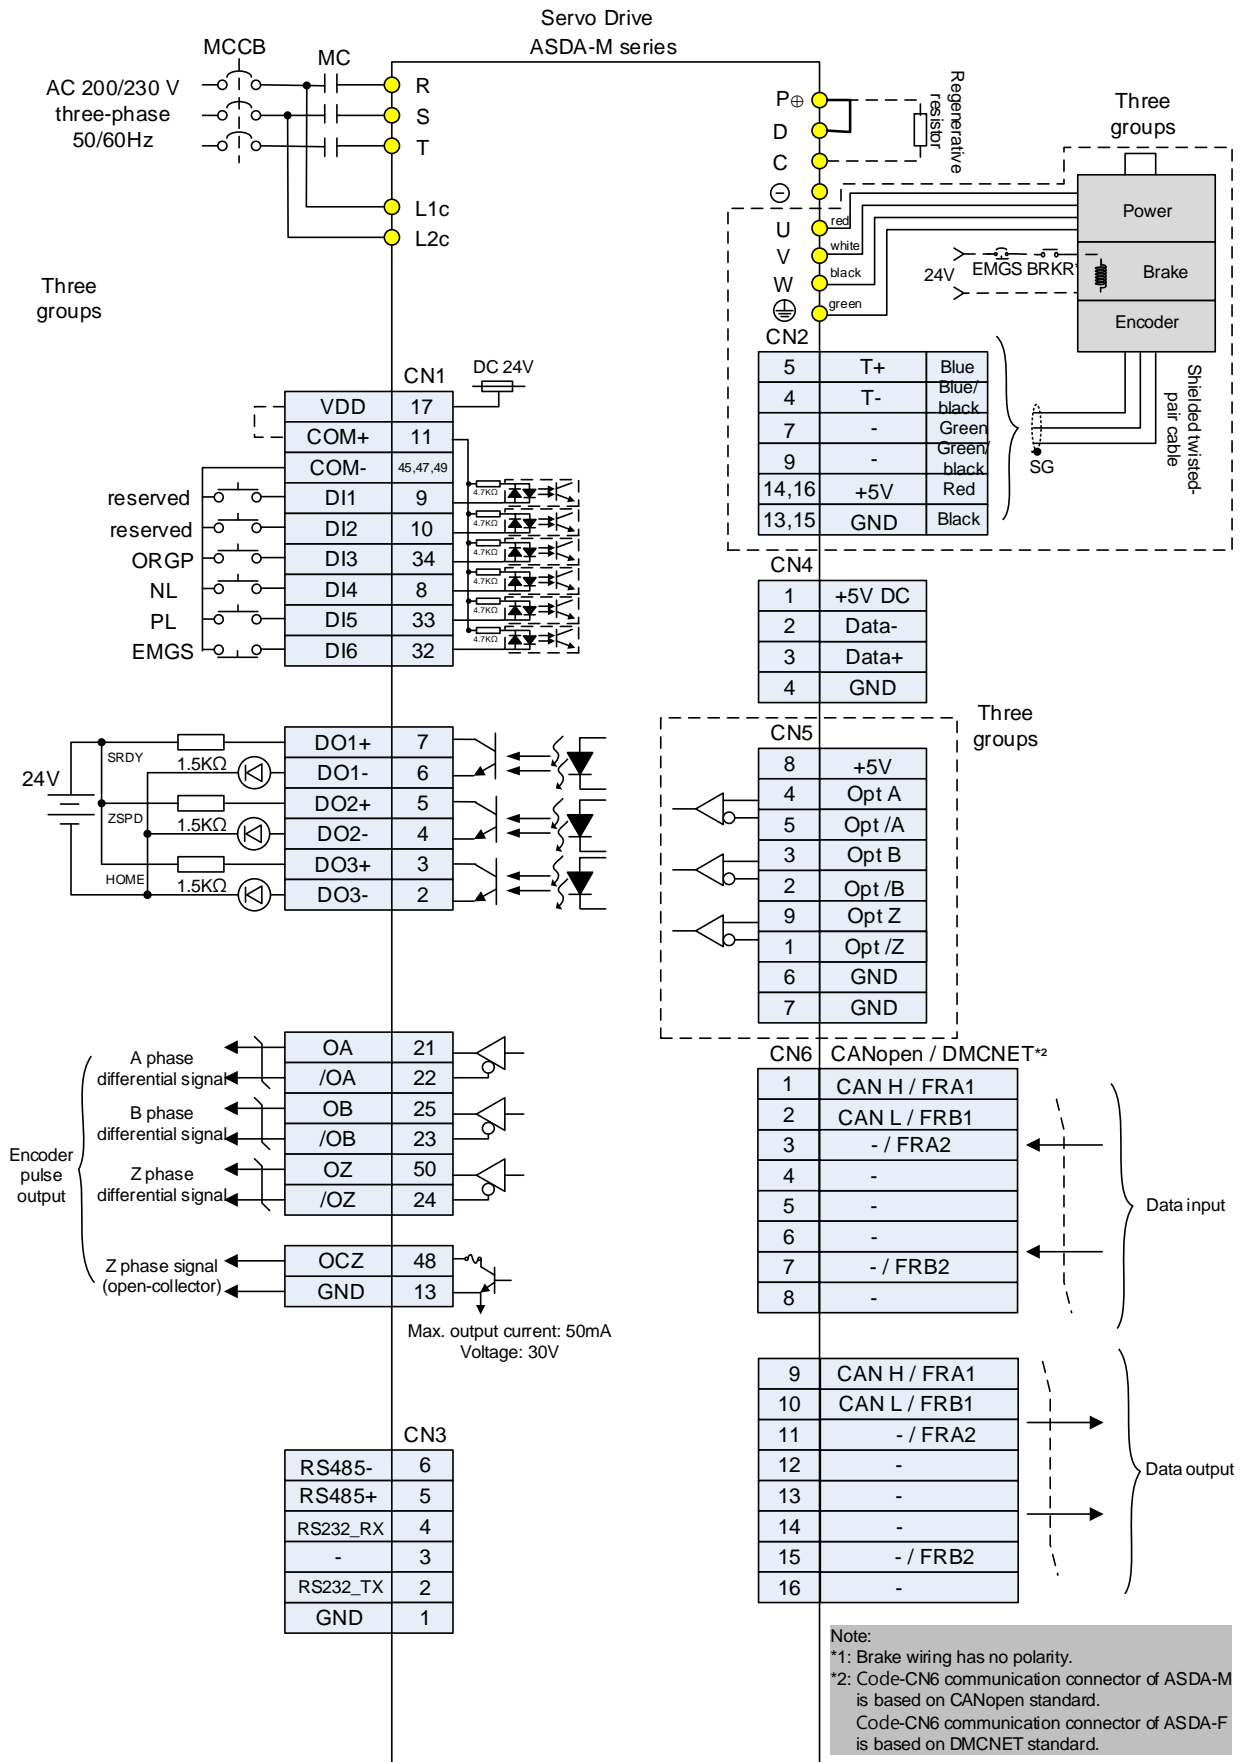 Servo Drive
ASDA-M series
MCCB
MC
AC 200/230 V
three-phase
50/60Hz
R
S
T
L1c
L2c
P⊕
D
C
⊖
U
V
W
Regenerative
resistor
red
white
black
green
Three
groups
Power
Brake
Encoder
24V
EMGS BRKR*
Shielded twisted-
pair cable
SG
CN2
5 T+ Blue
4 T- Blue/
black
7 - Green
9 - Green/
black
14,16 +5V Red
13,15 GND Black
Three
groups
CN1
DC 24V
VDD 17
COM+ 11
COM- 45,47,49
reserved DI1 9 4.7KΩ
reserved DI2 10 4.7KΩ
ORGP DI3 34 4.7KΩ
NL DI4 8 4.7KΩ
PL DI5 33 4.7KΩ
EMGS DI6 32 4.7KΩ
CN4
1 +5V DC
2 Data-
3 Data+
4 GND
24V
SRDY DO1+ 7
1.5KΩ DO1- 6
ZSPD DO2+ 5
1.5KΩ DO2- 4
HOME DO3+ 3
1.5KΩ DO3- 2
Three
groups
CN5
8 +5V
4 Opt A
5 Opt /A
3 Opt B
2 Opt /B
9 Opt Z
1 Opt /Z
6 GND
7 GND
Encoder
pulse
output
A phase
differential signal
OA 21
/OA 22
B phase
differential signal
OB 25
/OB 23
Z phase
differential signal
OZ 50
/OZ 24
Z phase signal
(open-collector)
OCZ 48
GND 13
Max. output current: 50mA
Voltage: 30V
CN6 CANopen / DMCNET*2
1 CAN H / FRA1
2 CAN L / FRB1
3 - / FRA2
4 -
5 -
6 -
7 - / FRB2
8 -
Data input
9 CAN H / FRA1
10 CAN L / FRB1
11 - / FRA2
12 -
13 -
14 -
15 - / FRB2
16 -
Data output
CN3
RS485- 6
RS485+ 5
RS232_RX 4
- 3
RS232_TX 2
GND 1
Note:
*1: Brake wiring has no polarity.
*2: Code-CN6 communication connector of ASDA-M
is based on CANopen standard.
Code-CN6 communication connector of ASDA-F
is based on DMCNET standard.